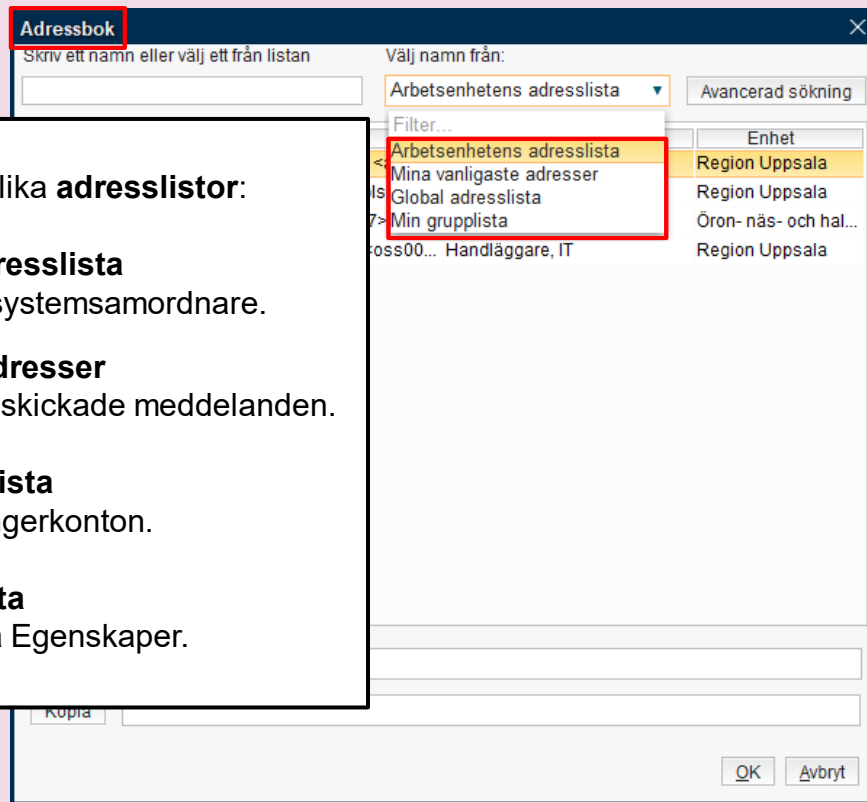 Adressbok
Skriv ett namn eller välj ett från listan
Välj namn från:
Arbetsenhetens adresslista
Avancerad sökning
Filter...
Arbetsenhetens adresslista
Mina vanligaste adresser
Global adresslista
Min grupplista
Enhet
Region Uppsala
Region Uppsala
Öron- näs- och hal...
oss00... Handläggare, IT Region Uppsala
lika adresslistor:
resslista
systemsamordnare.
dresser
skickade meddelanden.
ista
gerkonton.
ta
Egenskaper.
Kopia
OK Avbryt